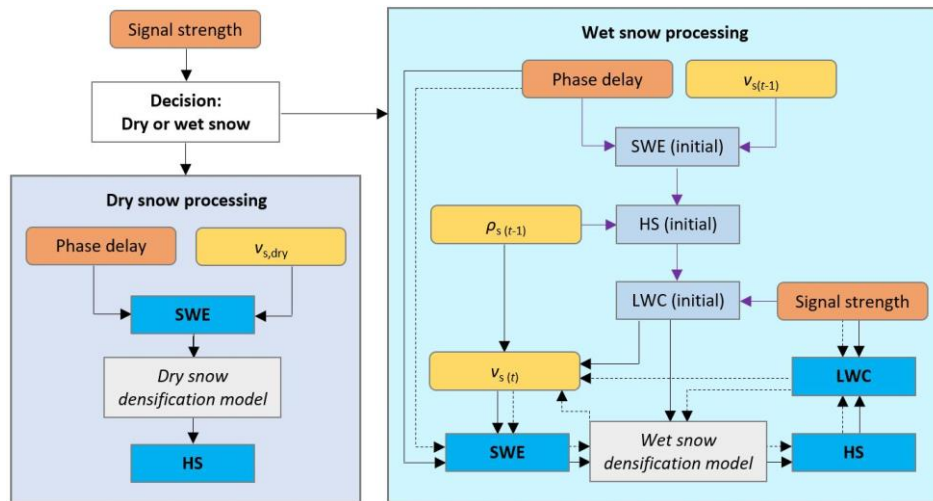 Signal strength
Decision:
Dry or wet snow
Dry snow processing
Phase delay
vs,dry
SWE
Dry snow
densification model
HS
Wet snow processing
Phase delay
vs(t-1)
SWE (initial)
ρs (t-1)
HS (initial)
LWC (initial)
Signal strength
vs (t)
LWC
SWE
Wet snow
densification model
HS